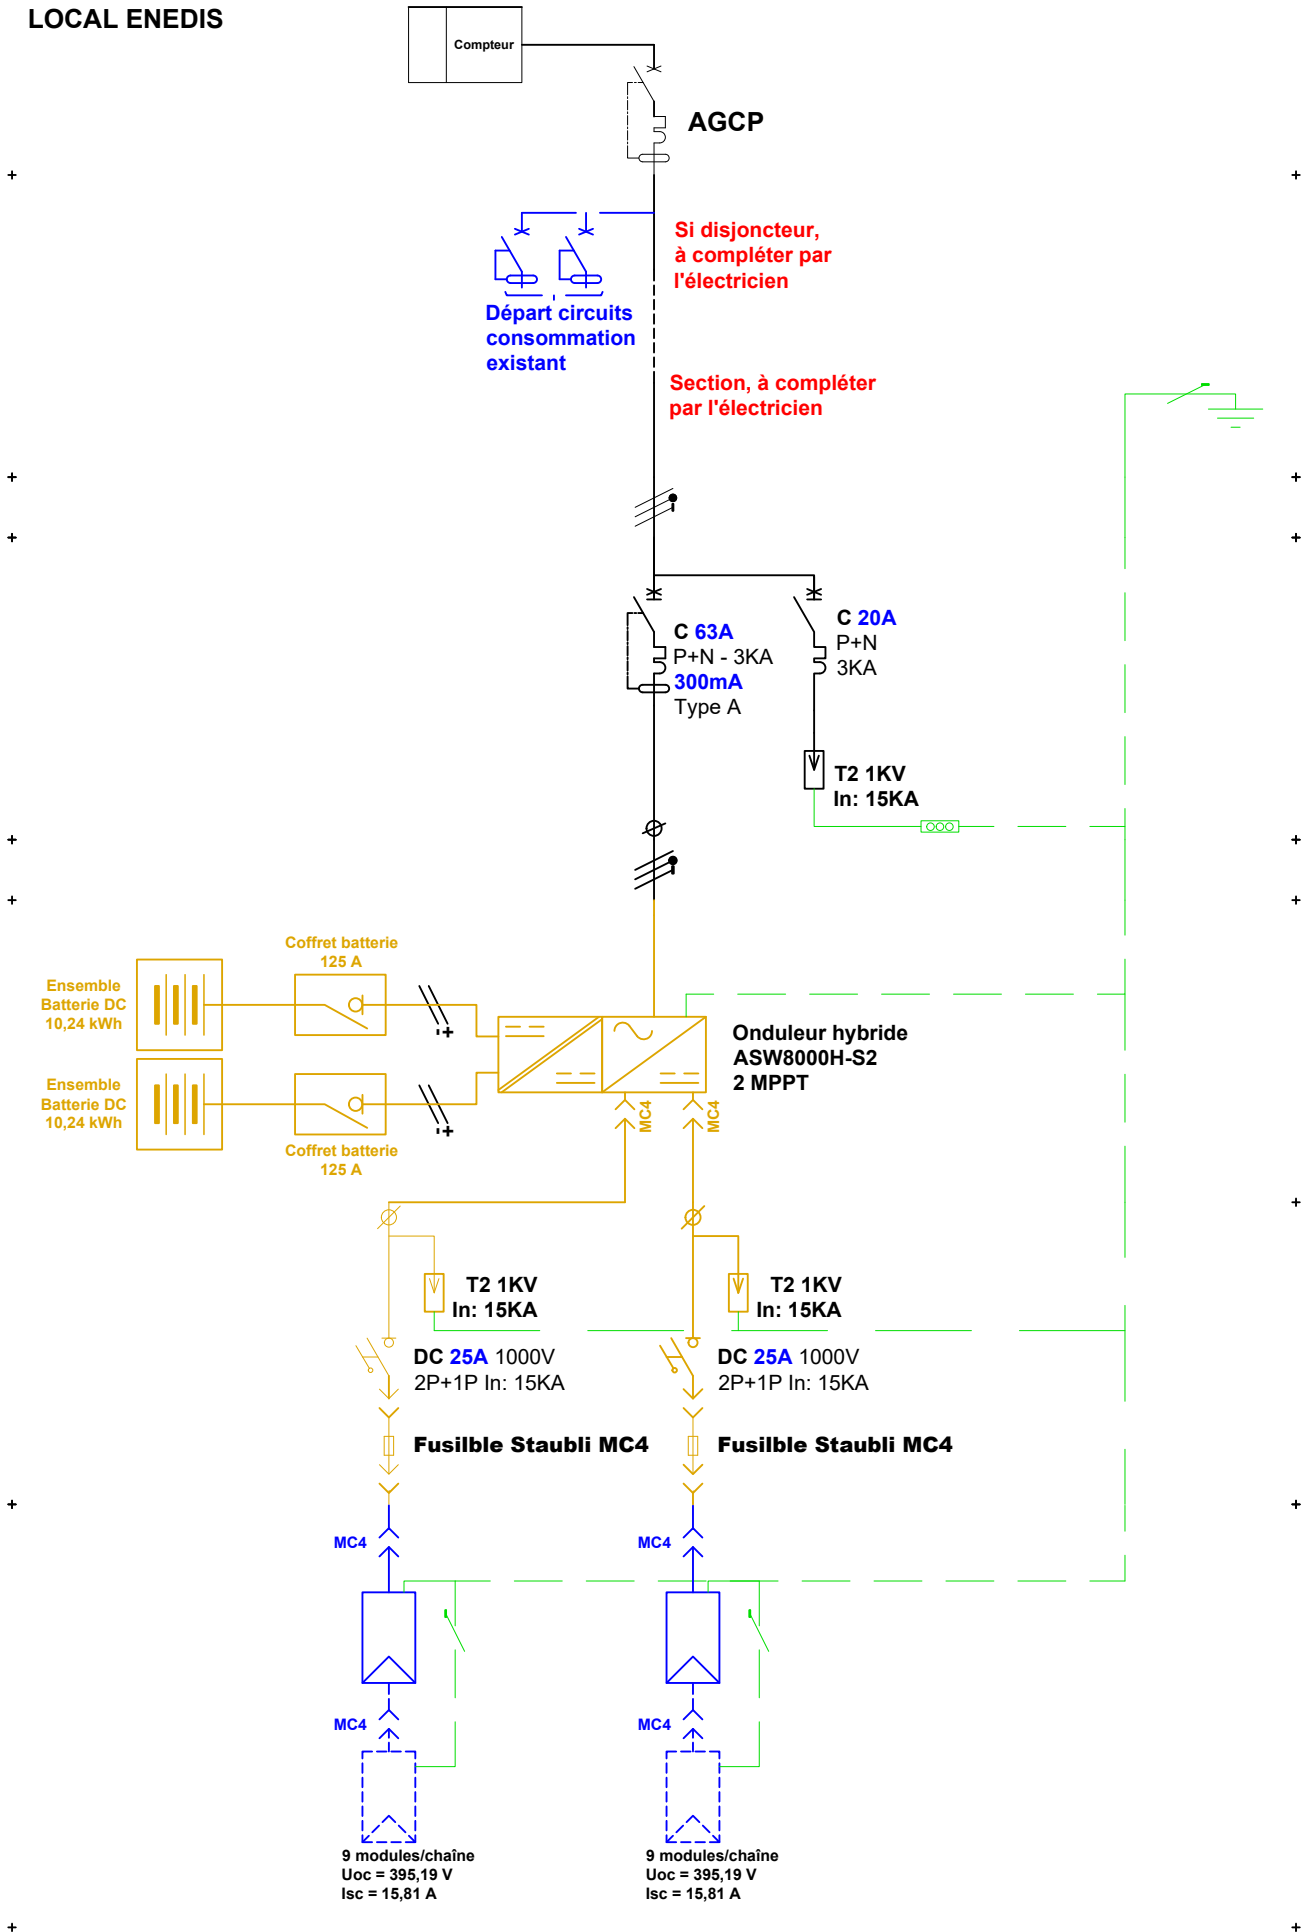 LOCAL ENEDIS
Compteur
AGCP
Si disjoncteur,
à compléter par
l'électricien
Départ circuits
consommation
existant
Section, à compléter
par l'électricien
C 63A
P+N - 3KA
300mA
Type A
C 20A
P+N
3KA
T2 1KV
In: 15KA
Coffret batterie
125 A
Ensemble
Batterie DC
10,24 kWh
Onduleur hybride
ASW8000H-S2
2 MPPT
Ensemble
Batterie DC
10,24 kWh
Coffret batterie
125 A
MC4
MC4
T2 1KV
In: 15KA
T2 1KV
In: 15KA
DC 25A 1000V
2P+1P In: 15KA
DC 25A 1000V
2P+1P In: 15KA
Fusilble Staubli MC4
Fusilble Staubli MC4
MC4
MC4
MC4
MC4
9 modules/chaîne
Uoc = 395,19 V
Isc = 15,81 A
9 modules/chaîne
Uoc = 395,19 V
Isc = 15,81 A